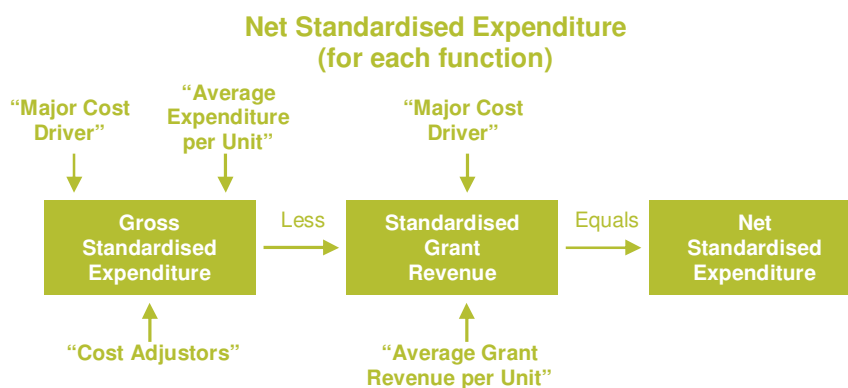 Net Standardised Expenditure
(for each function)
“Major Cost
Driver”
“Average
Expenditure
per Unit”
“Major Cost
Driver”
Gross
Standardised
Expenditure
Less
Standardised
Grant
Revenue
Equals
Net
Standardised
Expenditure
“Cost Adjustors”
“Average Grant
Revenue per Unit”